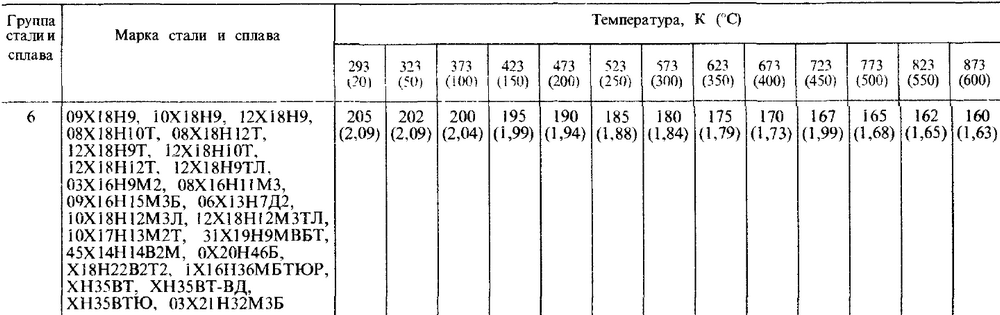 Группа стали и сплава | Марка стали и сплава | Температура, К (°С)
293 (20) | 323 (50) | 373 (100) | 423 (150) | 473 (200) | 523 (250) | 573 (300) | 623 (350) | 673 (400) | 723 (450) | 773 (500) | 823 (550) | 873 (600)
6 | 09Х18Н9, 10Х18Н9, 12Х18Н9, | 205 | 202 | 200 | 195 | 190 | 185 | 180 | 175 | 170 | 167 | 165 | 162 | 160
08Х18Н10Т, 08Х18Н12Т, | (2,09) | (2,09) | (2,04) | (1,99) | (1,94) | (1,88) | (1,84) | (1,79) | (1,73) | (1,99) | (1,68) | (1,65) | (1,63)
12Х18Н9Т, 12Х18Н10Т,
12Х18Н12Т, 12Х18Н9ТЛ,
03Х16Н9М2, 08Х16Н11М3,
09Х16Н15М3Б, 06Х13Н7Д2,
10Х18Н12М3Л, 12Х18Н12М3ТЛ,
10Х17Н13М2Т, 31Х19Н9МВБТ,
45Х14Н14В2М, 0Х20Н46Б,
Х18Н22В2Т2, 1Х16Н36МБТЮР,
ХН35ВТ, ХН35ВТ-ВД,
ХН35ВТЮ, 03Х21Н32М3Б